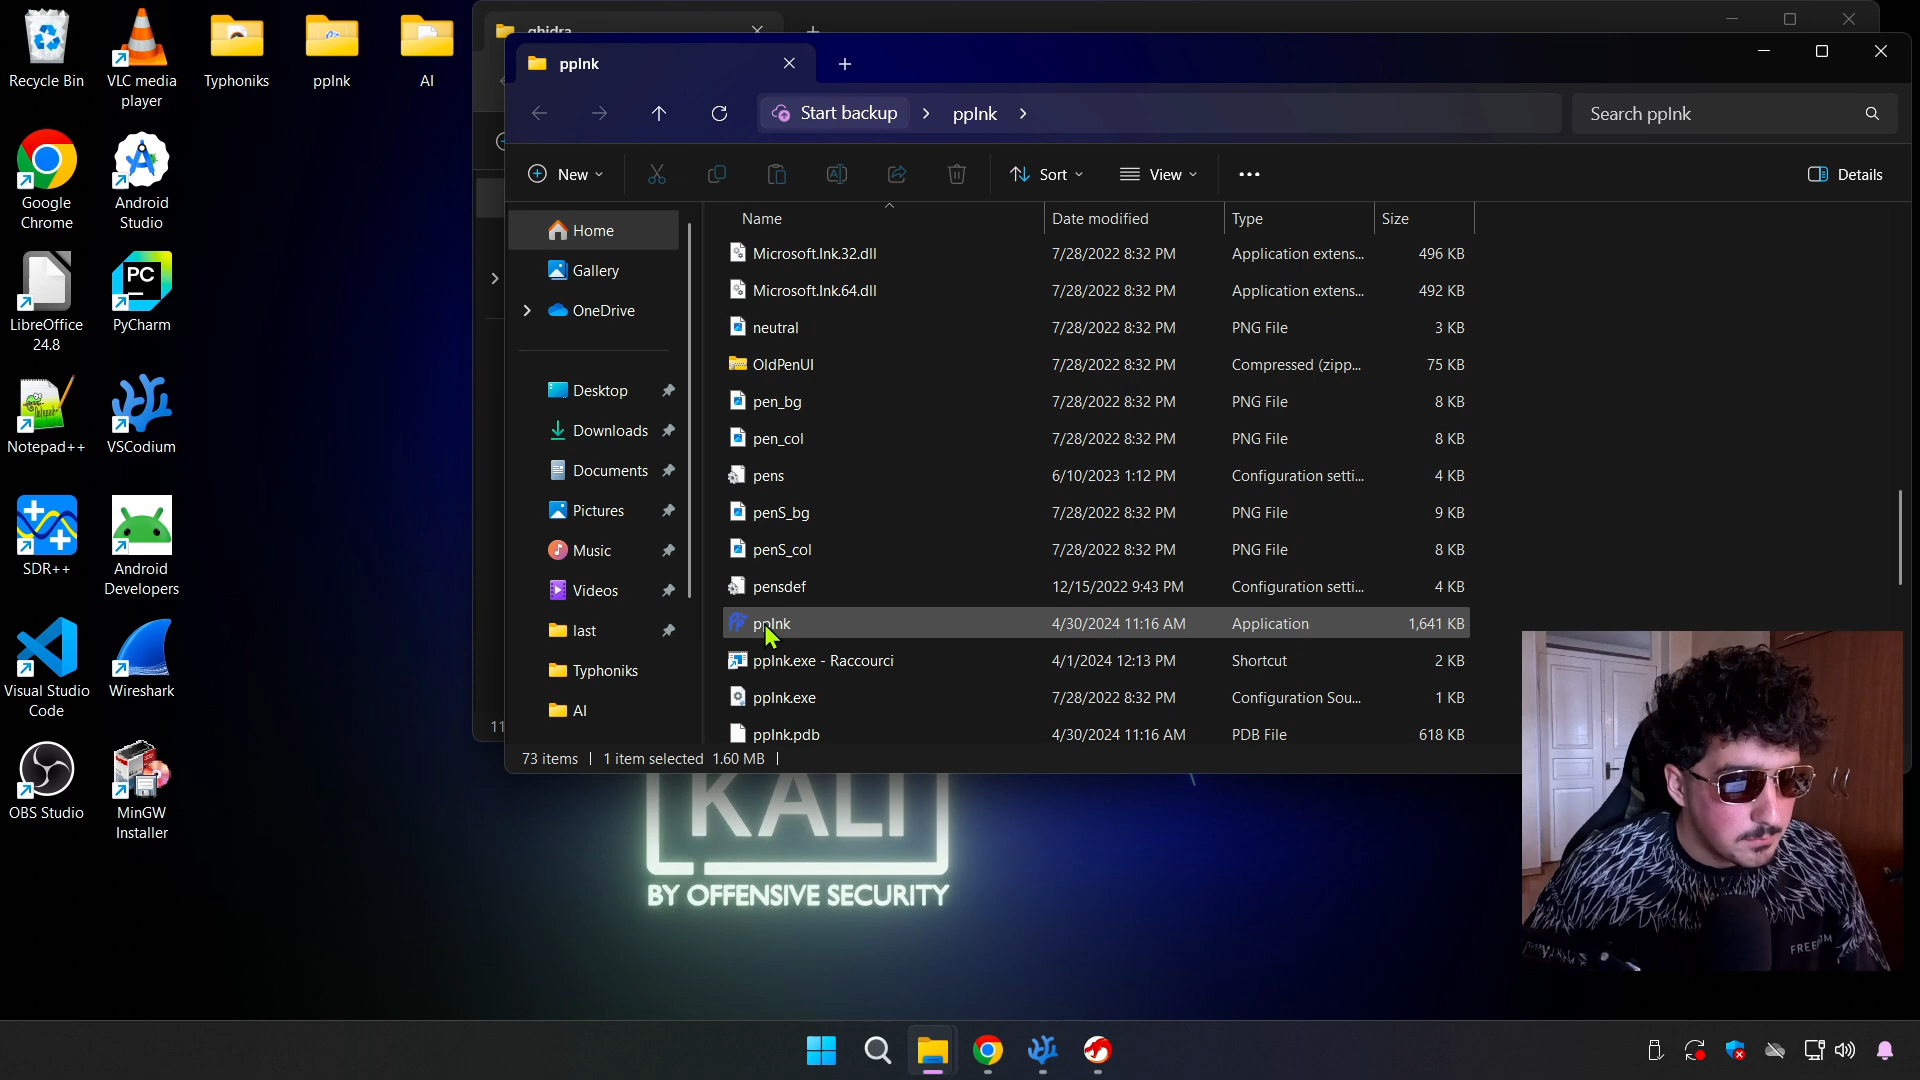 Recycle Bin
VLC media
player
Typhoniks
ppInk
AI
Google
Chrome
Android
Studio
LibreOffice
24.8
PyCharm
Notepad++
VSCodium
SDR++
Android
Developers
Visual Studio
Code
Wireshark
OBS Studio
MinGW
Installer
ghidra
ppInk
Start backup
ppInk
Search ppInk
New
Sort
View
Details
Home
Gallery
OneDrive
Desktop
Downloads
Documents
Pictures
Music
Videos
last
Typhoniks
AI
Name Date modified Type Size
Microsoft.Ink.32.dll 7/28/2022 8:32 PM Application extens... 496 KB
Microsoft.Ink.64.dll 7/28/2022 8:32 PM Application extens... 492 KB
neutral 7/28/2022 8:32 PM PNG File 3 KB
OldPenUI 7/28/2022 8:32 PM Compressed (zipp... 75 KB
pen_bg 7/28/2022 8:32 PM PNG File 8 KB
pen_col 7/28/2022 8:32 PM PNG File 8 KB
pens 6/10/2023 1:12 PM Configuration setti... 4 KB
penS_bg 7/28/2022 8:32 PM PNG File 9 KB
penS_col 7/28/2022 8:32 PM PNG File 8 KB
pensdef 12/15/2022 9:43 PM Configuration setti... 4 KB
ppInk 4/30/2024 11:16 AM Application 1,641 KB
ppInk.exe - Raccourci 4/1/2024 12:13 PM Shortcut 2 KB
ppInk.exe 7/28/2022 8:32 PM Configuration Sou... 1 KB
ppInk.pdb 4/30/2024 11:16 AM PDB File 618 KB
11
73 items 1 item selected 1.60 MB
KALI
BY OFFENSIVE SECURITY